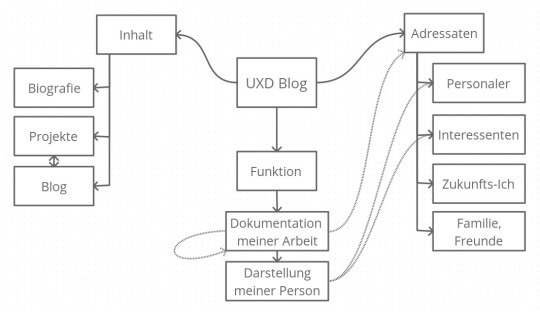 Inhalt
Adressaten
Biografie
UXD Blog
Personaler
Projekte
Interessenten
Blog
Funktion
Zukunfts-Ich
Dokumentation
meiner Arbeit
Familie,
Freunde
Darstellung
meiner Person